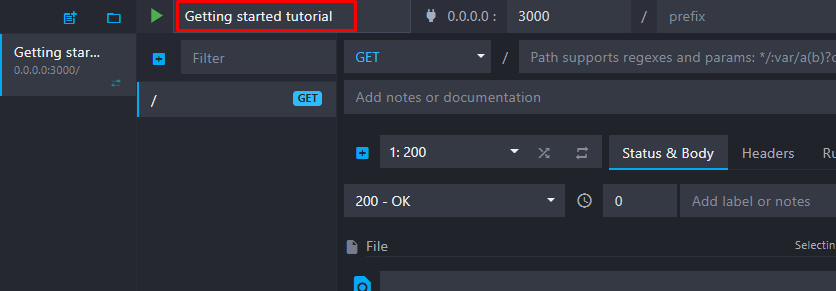 Getting started tutorial
0.0.0.0 :
3000
/
prefix
Getting star...
0.0.0.0:3000/
Filter
GET
/
Path supports regexes and params: */:var/a(b)?c
/
GET
Add notes or documentation
1: 200
Status & Body
Headers
Ru
200 - OK
0
Add label or notes
File
Selectin